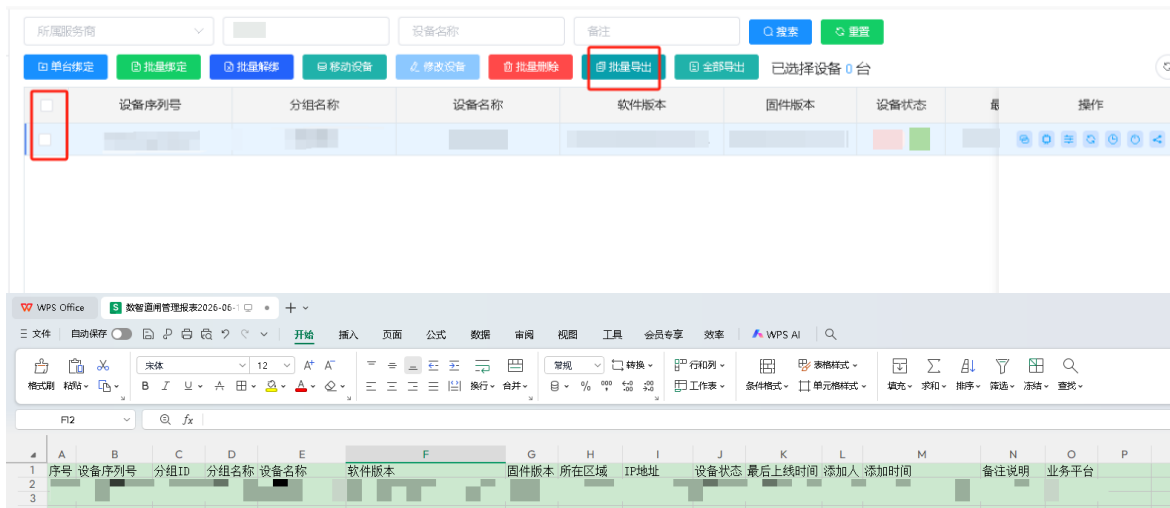 所属服务商 设备名称 备注 搜索 重置
单台绑定 批量绑定 批量解绑 移动设备 修改设备 批量删除 批量导出 全部导出 已选择设备 0 台
设备序列号 分组名称 设备名称 软件版本 固件版本 设备状态 操作
WPS Office 数智道闸管理报表2026-06-1
文件 自动保存 开始 插入 页面 公式 数据 审阅 视图 工具 会员专享 效率 WPS AI
宋体 12 A+ A- 常规 转换 行和列 表格样式
格式刷 粘贴 B I U A 换行 合并 % 工作表 条件格式 单元格样式 填充 求和 排序 筛选 冻结 查找
F12 fx
A B C D E F G H I J K L M N O P
1 序号 设备序列号 分组ID 分组名称 设备名称 软件版本 固件版本 所在区域 IP地址 设备状态 最后上线时间 添加人 添加时间 备注说明 业务平台
2
3